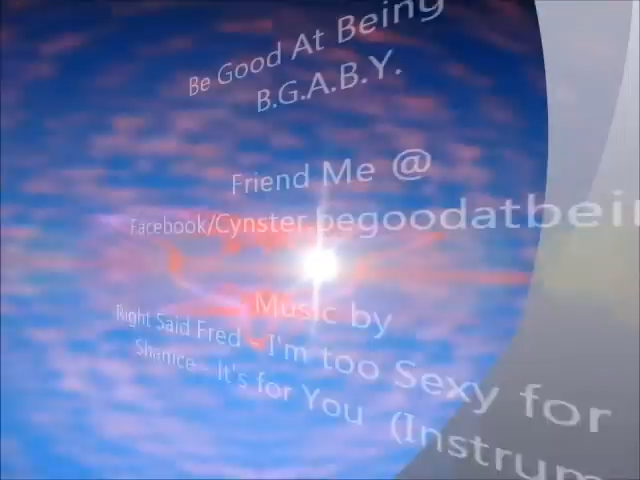 Be Good At Being
B.G.A.B.Y.
Friend Me @
Facebook/Cynster.begoodatbein
Music by
Right Said Fred - I'm too Sexy for
Shanice - It's for You (Instrum